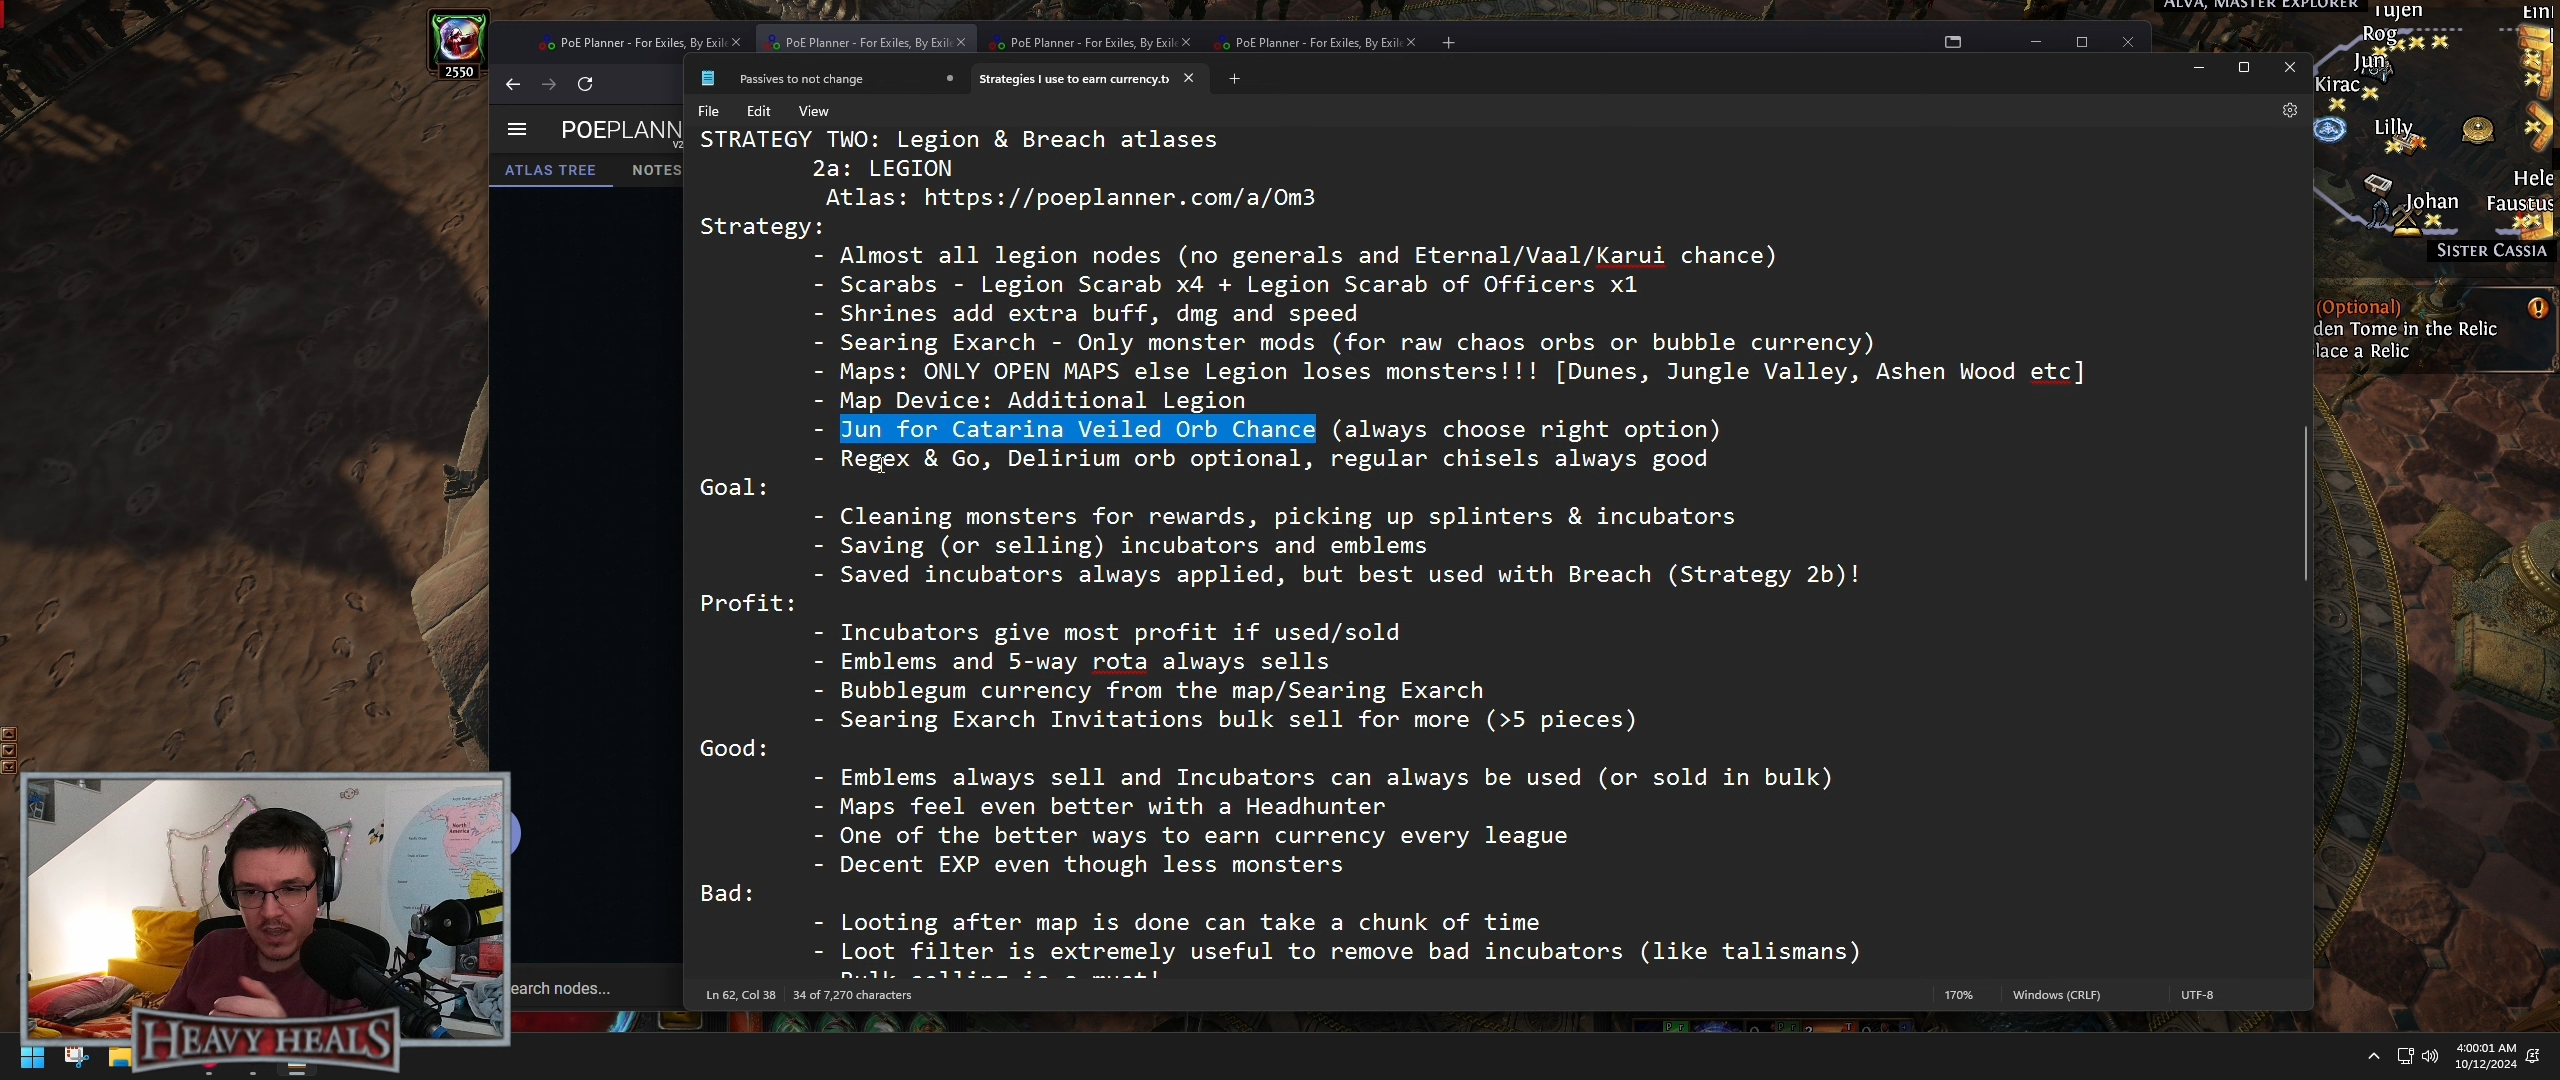 ALVA, MASTER EXPLORER
Tujen
Rog
Jun
Kirac
Lilly
Johan
Hele
Faustus
SISTER CASSIA
(Optional)
den Tome in the Relic
lace a Relic
2550
PoE Planner - For Exiles, By Exile
PoE Planner - For Exiles, By Exile
PoE Planner - For Exiles, By Exile
PoE Planner - For Exiles, By Exile
POEPLANN
V2
ATLAS TREE NOTES
Passives to not change
Strategies I use to earn currency.t
File Edit View
STRATEGY TWO: Legion & Breach atlases
2a: LEGION
Atlas: https://poeplanner.com/a/Om3
Strategy:
- Almost all legion nodes (no generals and Eternal/Vaal/Karui chance)
- Scarabs - Legion Scarab x4 + Legion Scarab of Officers x1
- Shrines add extra buff, dmg and speed
- Searing Exarch - Only monster mods (for raw chaos orbs or bubble currency)
- Maps: ONLY OPEN MAPS else Legion loses monsters!!! [Dunes, Jungle Valley, Ashen Wood etc]
- Map Device: Additional Legion
- Jun for Catarina Veiled Orb Chance (always choose right option)
- Regex & Go, Delirium orb optional, regular chisels always good
Goal:
- Cleaning monsters for rewards, picking up splinters & incubators
- Saving (or selling) incubators and emblems
- Saved incubators always applied, but best used with Breach (Strategy 2b)!
Profit:
- Incubators give most profit if used/sold
- Emblems and 5-way rota always sells
- Bubblegum currency from the map/Searing Exarch
- Searing Exarch Invitations bulk sell for more (>5 pieces)
Good:
- Emblems always sell and Incubators can always be used (or sold in bulk)
- Maps feel even better with a Headhunter
- One of the better ways to earn currency every league
- Decent EXP even though less monsters
Bad:
- Looting after map is done can take a chunk of time
- Loot filter is extremely useful to remove bad incubators (like talismans)
- Bulk selling is a must!
earch nodes...
Ln 62, Col 38 34 of 7,270 characters 170% Windows (CRLF) UTF-8
North America
HEAVY HEALS
4:00:01 AM
10/12/2024